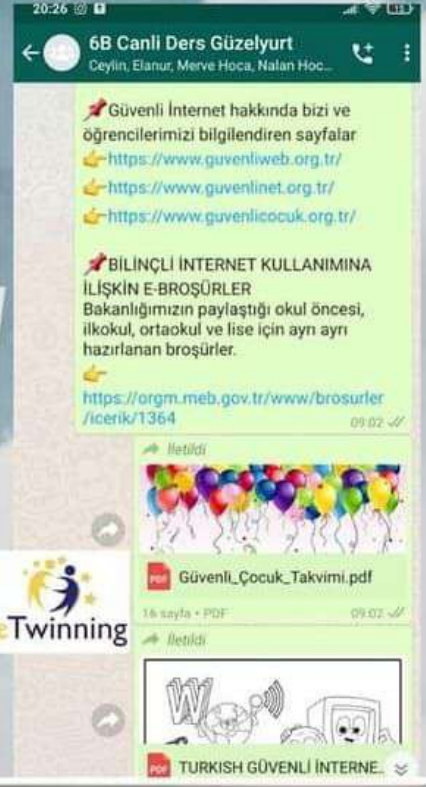 20:26
6B Canli Ders Güzelyurt
Ceylin, Elanur, Merve Hoca, Nalan Hoc...
Güvenli İnternet hakkında bizi ve
öğrencilerimizi bilgilendiren sayfalar
https://www.guvenliweb.org.tr/
https://www.guvenlinet.org.tr/
https://www.guvenlicocuk.org.tr/
BİLİNÇLİ İNTERNET KULLANIMINA
İLİŞKİN E-BROŞÜRLER
Bakanlığımızın paylaştığı okul öncesi,
ilkokul, ortaokul ve lise için ayrı ayrı
hazırlanan broşürler.
https://orgm.meb.gov.tr/www/brosurler
/icerik/1364
09:02
İletildi
PDF Güvenli_Çocuk_Takvimi.pdf
16 sayfa • PDF 09:02
eTwinning
İletildi
W
PDF TURKISH GÜVENLİ İNTERNE...